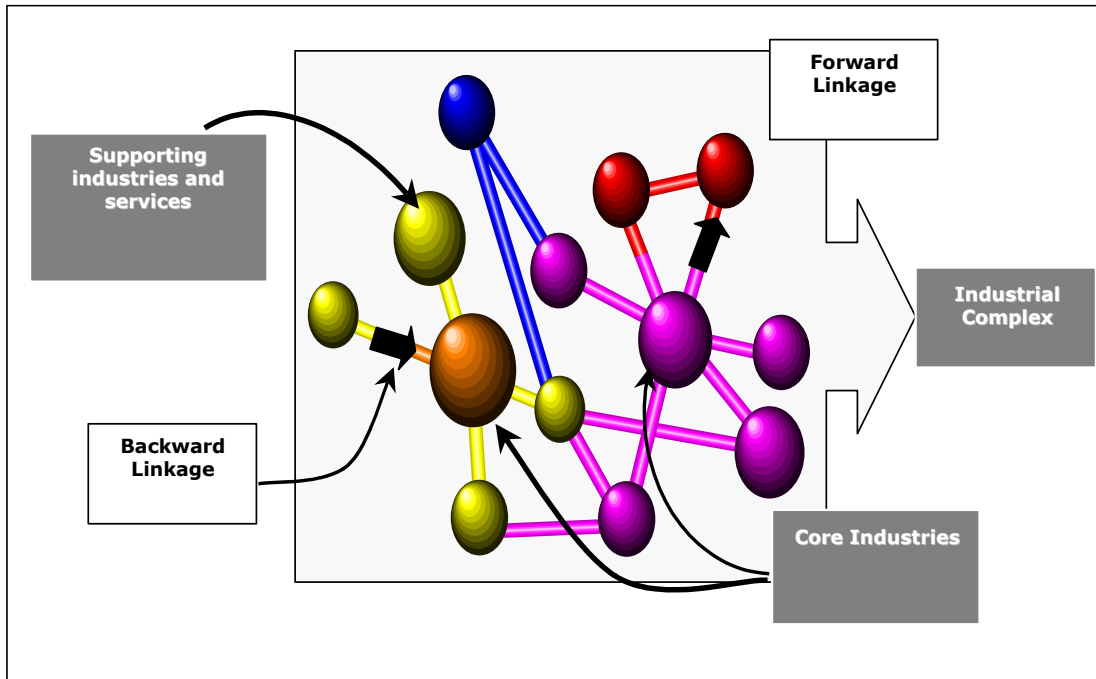 Forward
Linkage
Supporting
industries and
services
Industrial
Complex
Backward
Linkage
Core Industries